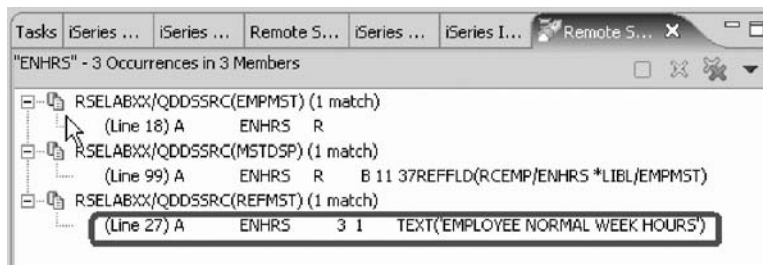 Tasks iSeries ... iSeries ... Remote S... iSeries ... iSeries I... Remote S...
"ENHRS" - 3 Occurrences in 3 Members
RSELABXX/QDDSSRC(EMPMST) (1 match)
(Line 18) A ENHRS R
RSELABXX/QDDSSRC(MSTDSP) (1 match)
(Line 99) A ENHRS R B 11 37REFFLD(RCEMP/ENHRS *LIBL/EMPMST)
RSELABXX/QDDSSRC(REFMST) (1 match)
(Line 27) A ENHRS 3 1 TEXT('EMPLOYEE NORMAL WEEK HOURS')